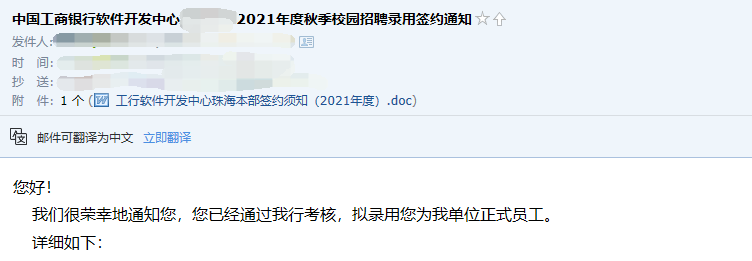 中国工商银行软件开发中心 2021年度秋季校园招聘录用签约通知
发件人:
时 间:
抄 送:
附 件: 1 个 (工行软件开发中心珠海本部签约须知（2021年度）.doc)
邮件可翻译为中文 立即翻译
您好！
我们很荣幸地通知您，您已经通过我行考核，拟录用您为我单位正式员工。
详细如下：